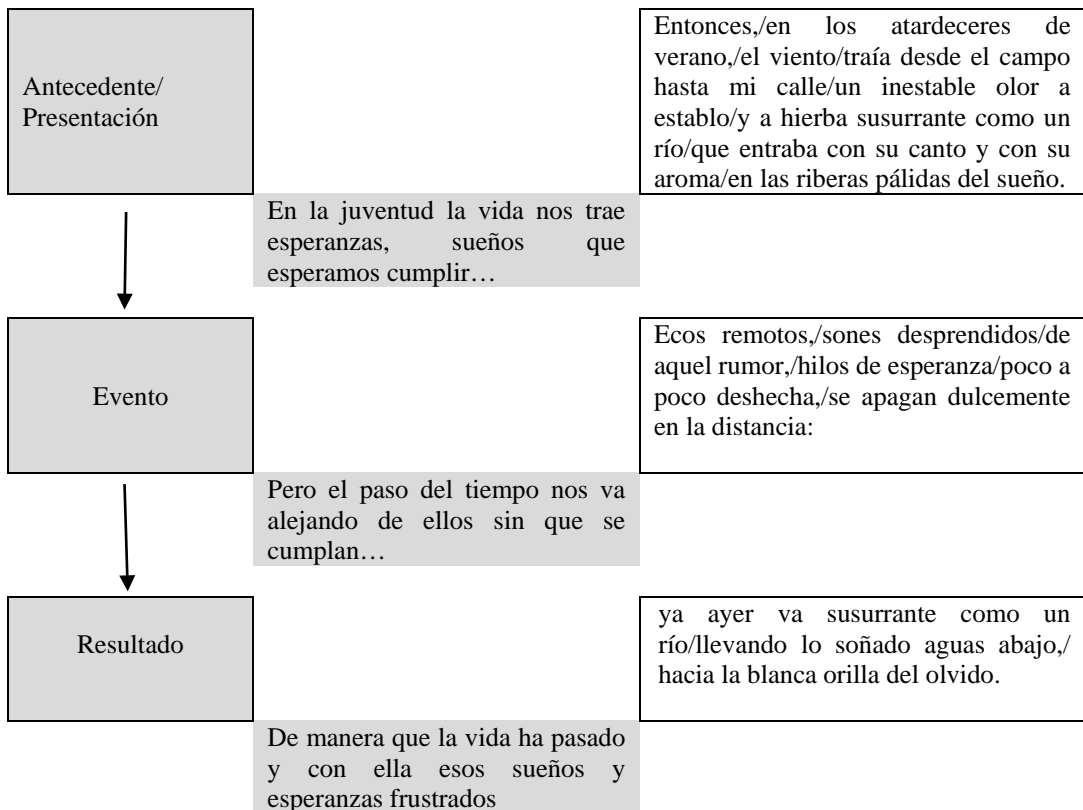 Antecedente/
Presentación
Entonces,/en los atardeceres de
verano,/el viento/traía desde el campo
hasta mi calle/un inestable olor a
establo/y a hierba susurrante como un
río/que entraba con su canto y con su
aroma/en las riberas pálidas del sueño.
En la juventud la vida nos trae
esperanzas, sueños que
esperamos cumplir…
Evento
Ecos remotos,/sones desprendidos/de
aquel rumor,/hilos de esperanza/poco a
poco deshecha,/se apagan dulcemente
en la distancia:
Pero el paso del tiempo nos va
alejando de ellos sin que se
cumplan…
Resultado
ya ayer va susurrante como un
río/llevando lo soñado aguas abajo,/
hacia la blanca orilla del olvido.
De manera que la vida ha pasado
y con ella esos sueños y
esperanzas frustrados